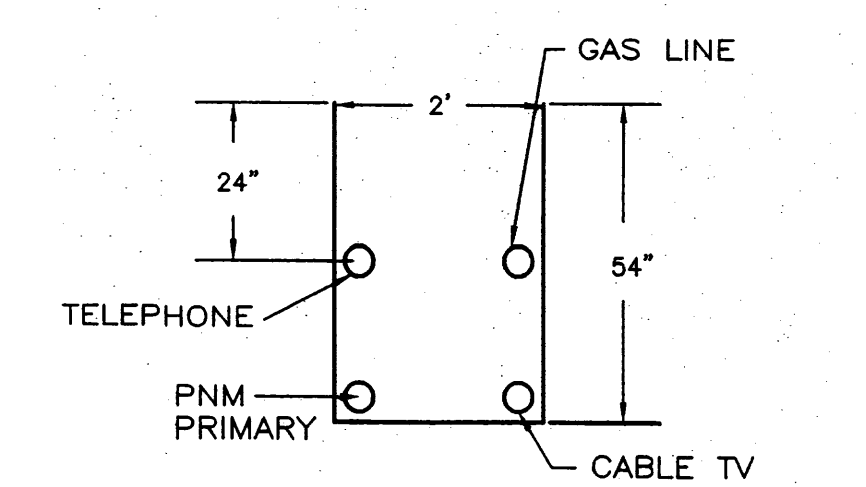 GAS LINE
2'
24"
54"
TELEPHONE
PNM
PRIMARY
CABLE TV